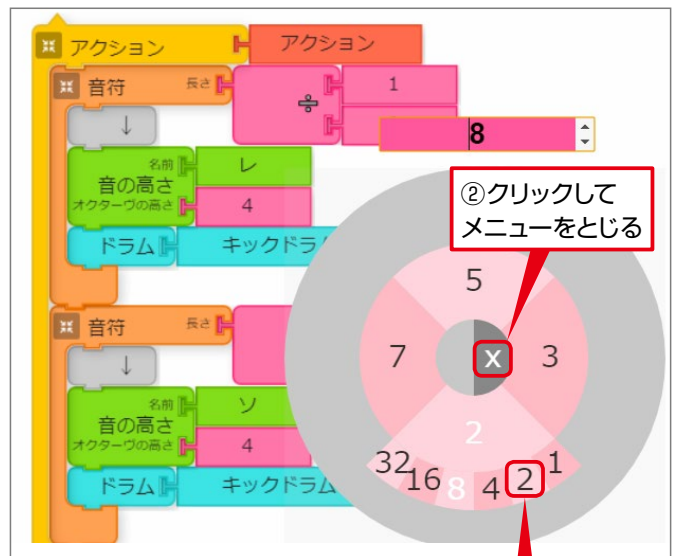 アクション アクション
音符 長さ ÷ 1
8
↓
名前 レ
音の高さ
オクターヴの高さ 4
ドラム キックドラ
②クリックして
メニューをとじる
音符 長さ
↓
名前 ソ
音の高さ
オクターヴの高さ 4
ドラム キックドラム
5
7 x 3
2
32 16 8 4 2 1